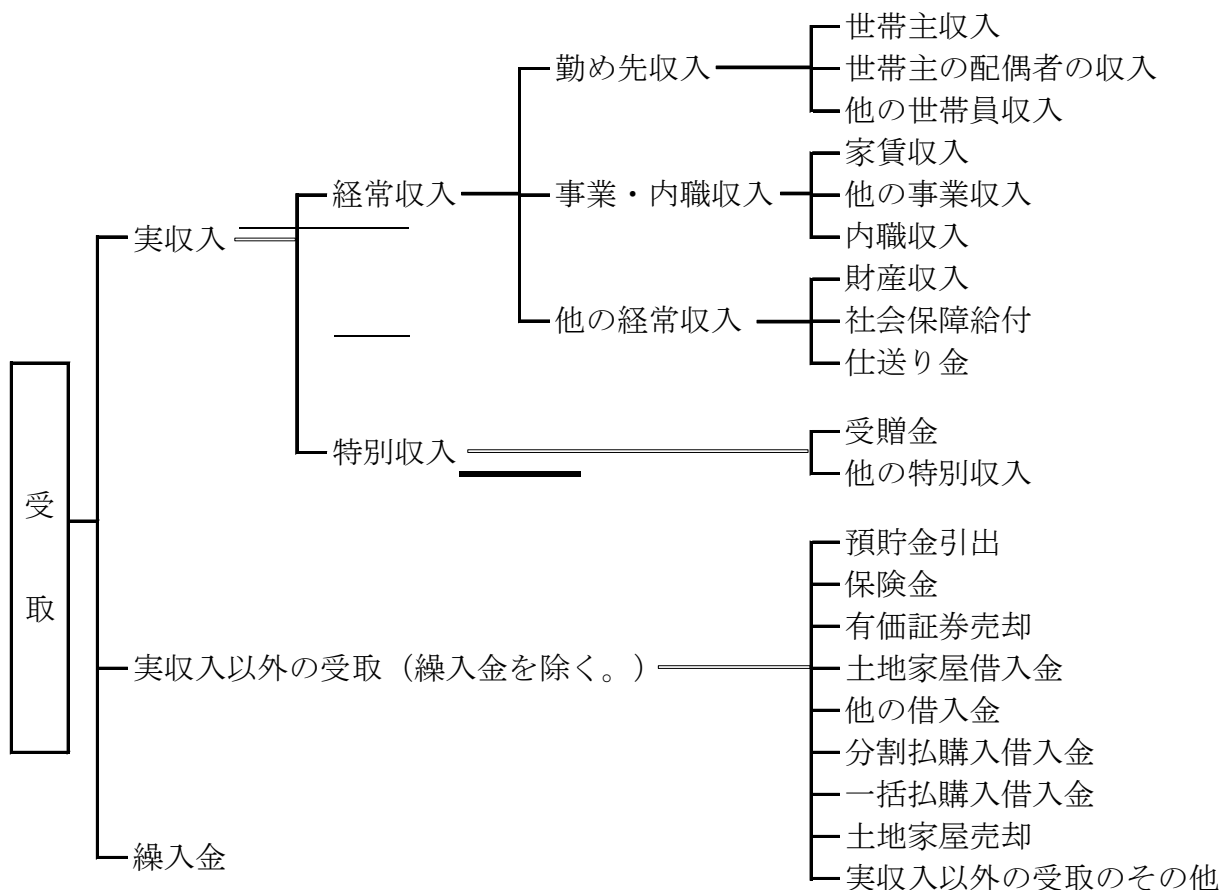 世帯主収入
勤め先収入
世帯主の配偶者の収入
他の世帯員収入
家賃収入
経常収入
事業・内職収入
他の事業収入
実収入
内職収入
財産収入
他の経常収入
社会保障給付
仕送り金
受贈金
特別収入
他の特別収入
受取
預貯金引出
保険金
有価証券売却
実収入以外の受取（繰入金を除く。）
土地家屋借入金
他の借入金
分割払購入借入金
一括払購入借入金
土地家屋売却
繰入金
実収入以外の受取のその他